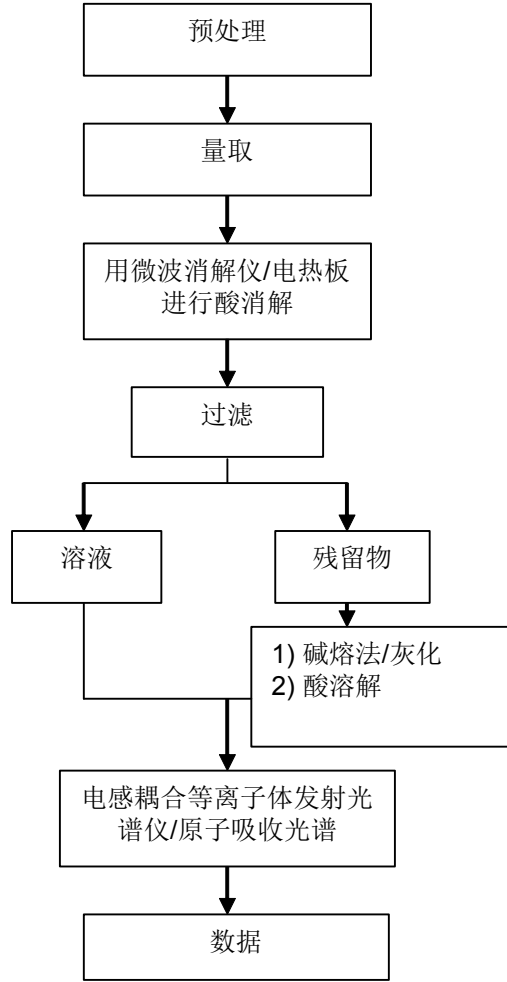 预处理
量取
用微波消解仪/电热板
进行酸消解
过滤
溶液
残留物
1) 碱熔法/灰化
2) 酸溶解
电感耦合等离子体发射光
谱仪/原子吸收光谱
数据